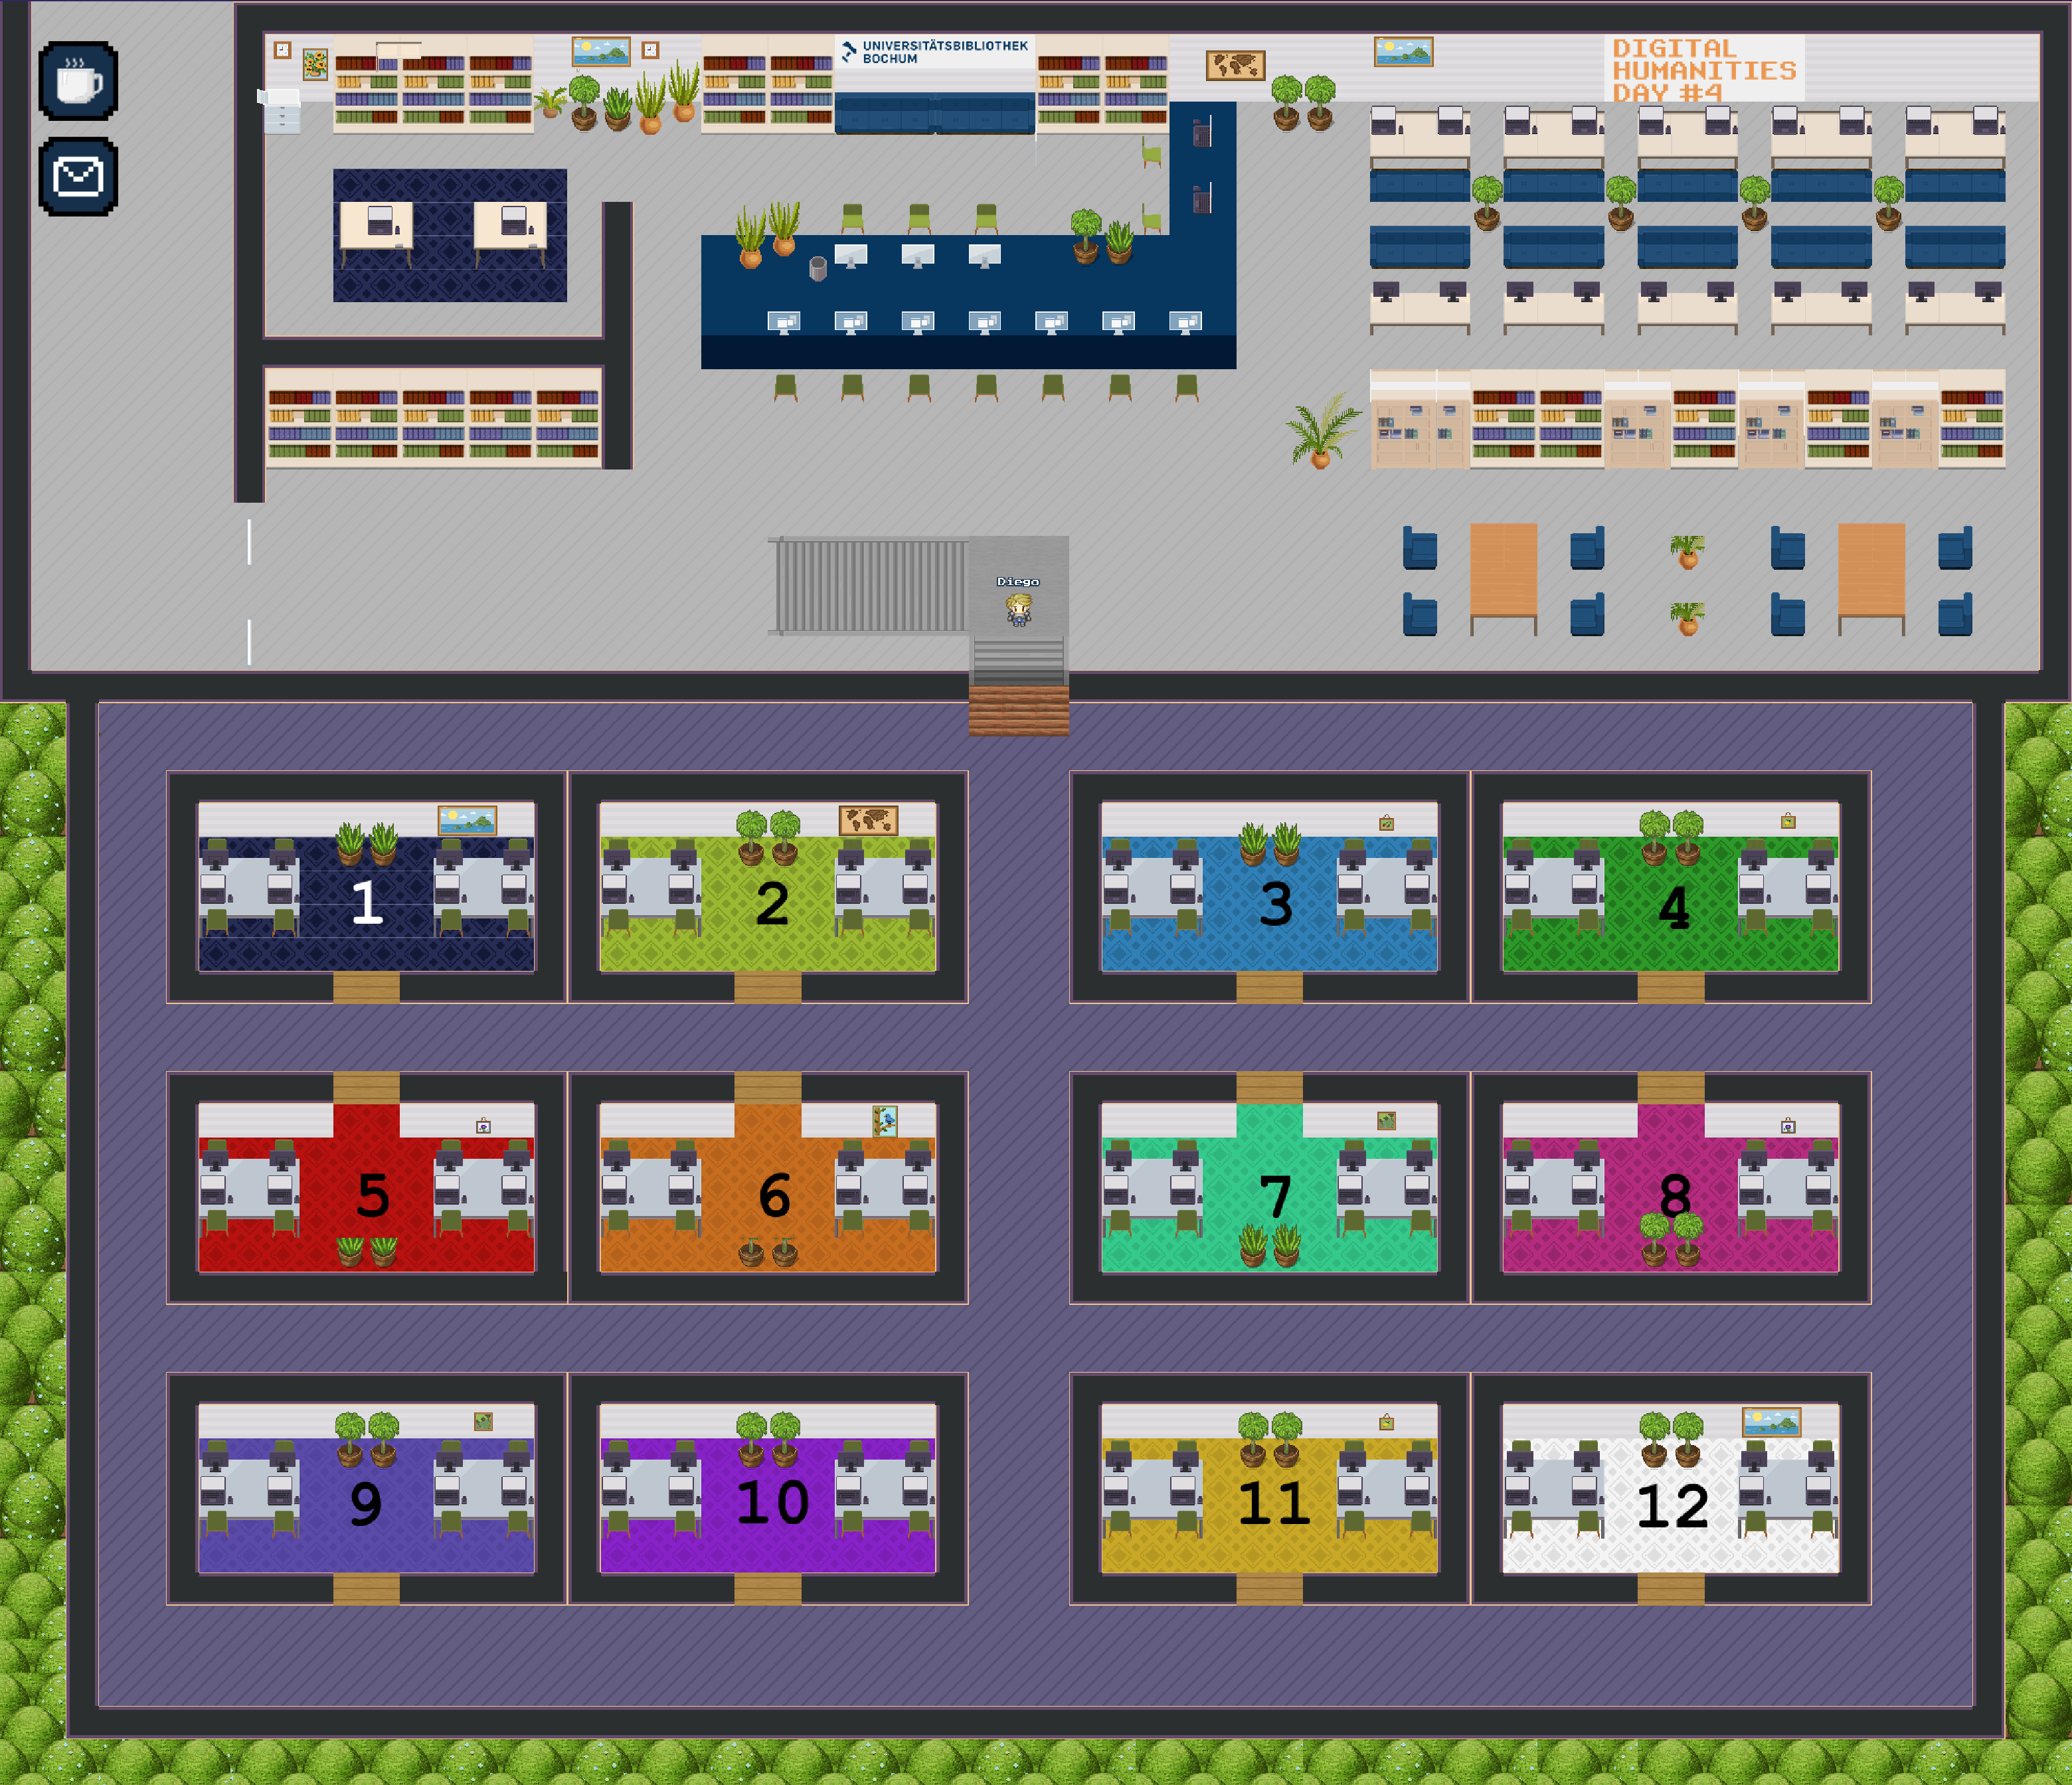 UNIVERSITÄTSBIBLIOTHEK
BOCHUM
DIGITAL
HUMANITIES
DAY #4
Diego
1
2
3
4
5
6
7
8
9
10
11
12